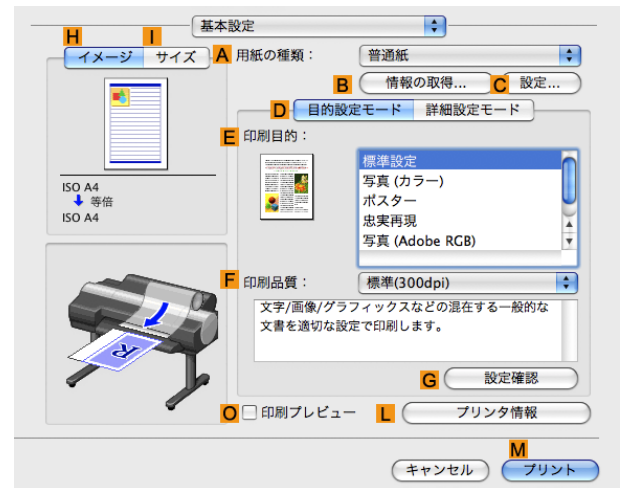 基本設定
H
I
イメージ サイズ
A 用紙の種類： 普通紙
B 情報の取得... C 設定...
D 目的設定モード 詳細設定モード
E 印刷目的：
標準設定
写真 (カラー)
ポスター
忠実再現
写真 (Adobe RGB)
ISO A4
等倍
ISO A4
F 印刷品質： 標準(300dpi)
文字/画像/グラフィックスなどの混在する一般的な
文書を適切な設定で印刷します。
R
G 設定確認
O 印刷プレビュー L プリンタ情報
M
キャンセル プリント